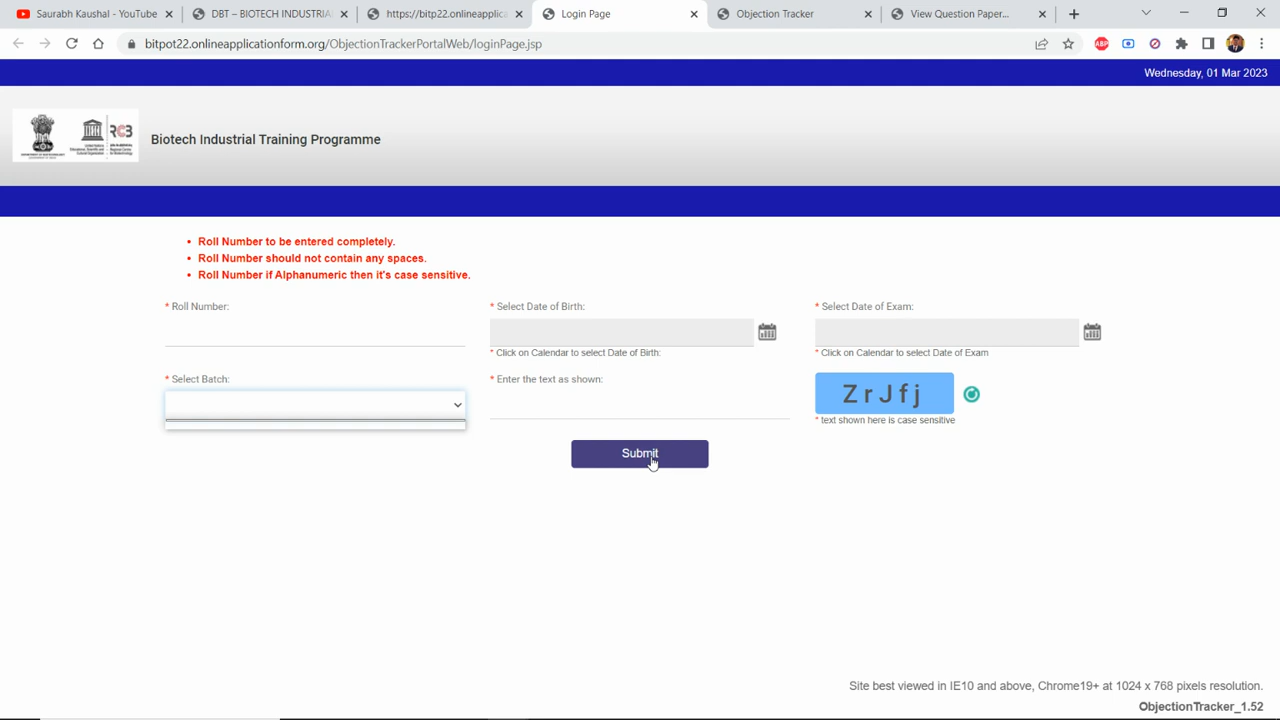 Saurabh Kaushal - YouTube
DBT – BIOTECH INDUSTRIAL
https://bitp22.onlineapplica
Login Page
Objection Tracker
View Question Paper...
bitpot22.onlineapplicationform.org/ObjectionTrackerPortalWeb/loginPage.jsp
ABP
Wednesday, 01 Mar 2023
RCB
Biotech Industrial Training Programme
• Roll Number to be entered completely.
• Roll Number should not contain any spaces.
• Roll Number if Alphanumeric then it's case sensitive.
* Roll Number:
* Select Date of Birth:
* Select Date of Exam:
* Click on Calendar to select Date of Birth:
* Click on Calendar to select Date of Exam
* Select Batch:
* Enter the text as shown:
Z r J f j
* text shown here is case sensitive
Submit
Site best viewed in IE10 and above, Chrome19+ at 1024 x 768 pixels resolution.
ObjectionTracker_1.52